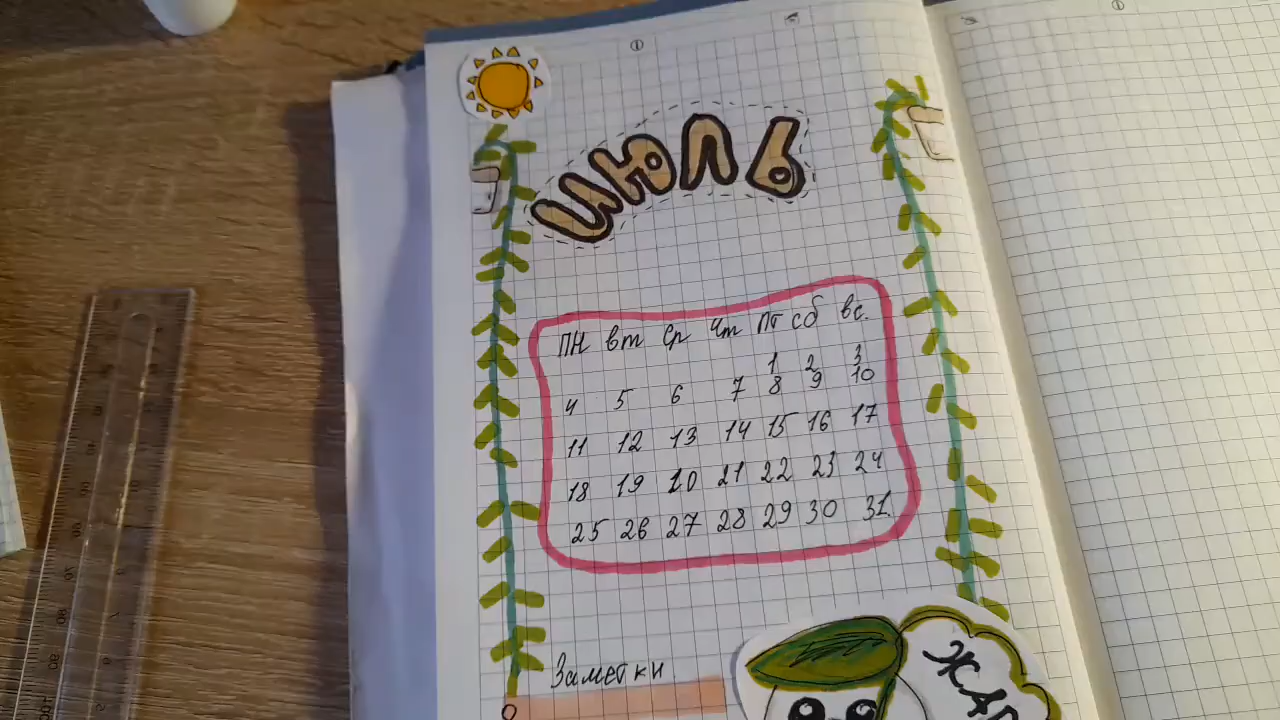 июль
ПН вт Ср Чт Пт сб вс.
1 2 3
4 5 6 7 8 9 10
11 12 13 14 15 16 17
18 19 20 21 22 23 24
25 26 27 28 29 30 31.
Заметки